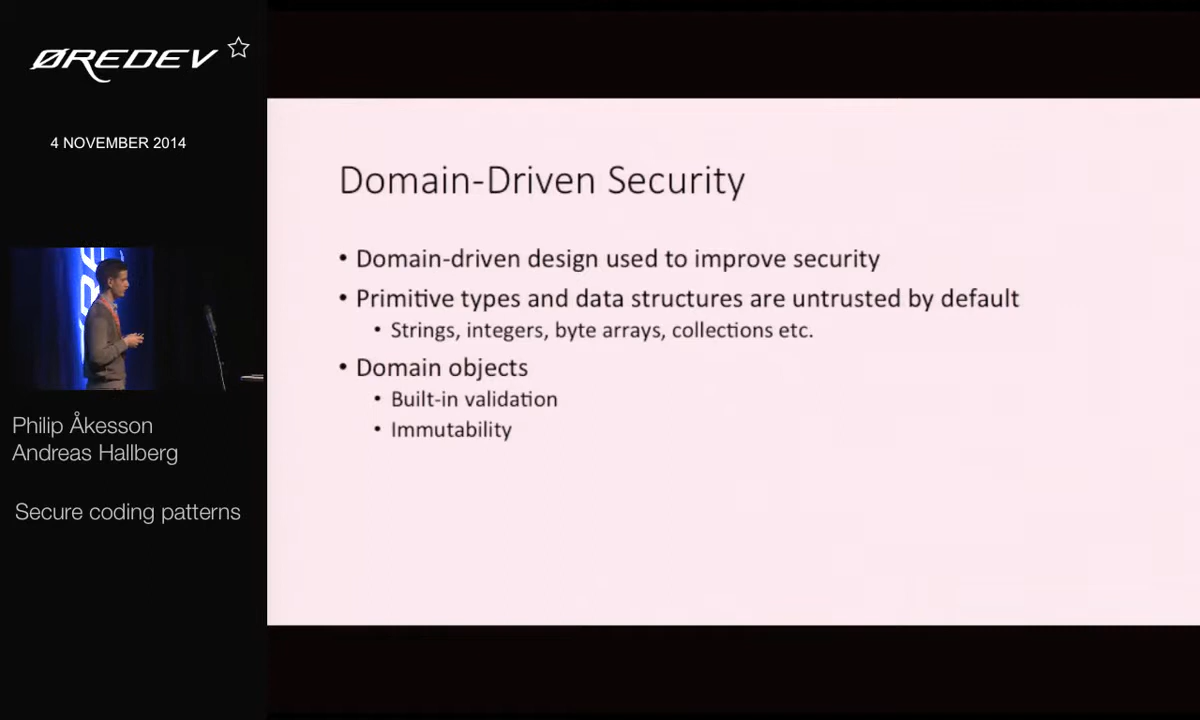 ØREDEV
4 NOVEMBER 2014
Philip Åkesson
Andreas Hallberg
Secure coding patterns
Domain-Driven Security
• Domain-driven design used to improve security
• Primitive types and data structures are untrusted by default
• Strings, integers, byte arrays, collections etc.
• Domain objects
• Built-in validation
• Immutability